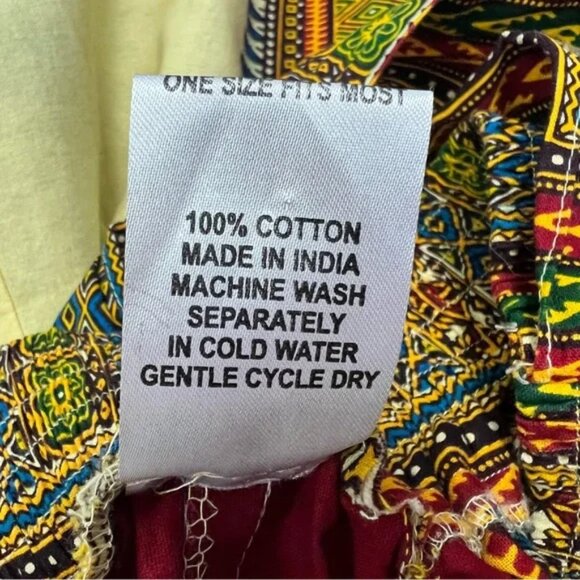 ONE SIZE FITS MOST
100% COTTON
MADE IN INDIA
MACHINE WASH
SEPARATELY
IN COLD WATER
GENTLE CYCLE DRY